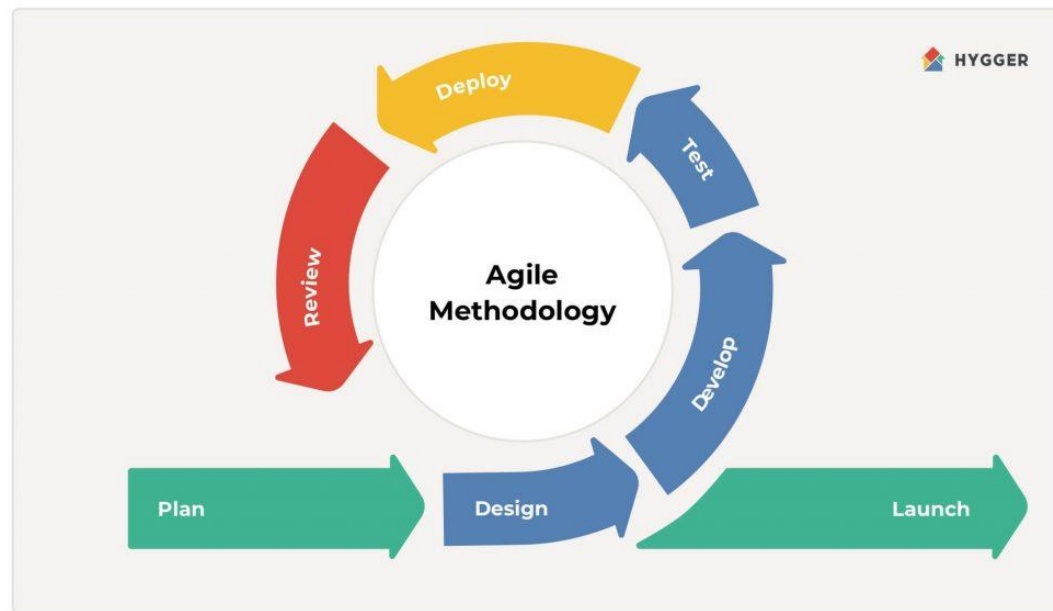 HYGGER
Deploy
Test
Review
Agile
Methodology
Develop
Plan
Design
Launch